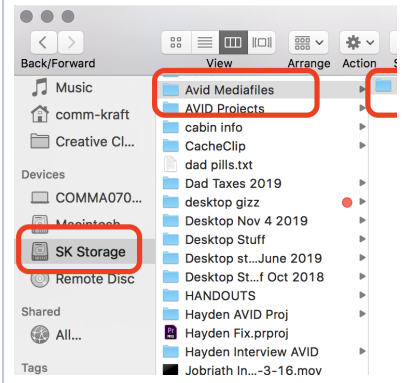 Back/Forward
View
Arrange
Action
Music
comm-kraft
Creative Cl...
Devices
COMMA070...
Macintosh
SK Storage
Remote Disc
Shared
All...
Tags
Avid Mediafiles
AVID Projects
cabin info
CacheClip
dad pills.txt
Dad Taxes 2019
desktop gizz
Desktop Nov 4 2019
Desktop Stuff
Desktop st...June 2019
Desktop St...f Oct 2018
HANDOUTS
Hayden AVID Proj
Hayden Fix.prproj
Hayden Interview AVID
Jobriath In...-3-16.mov